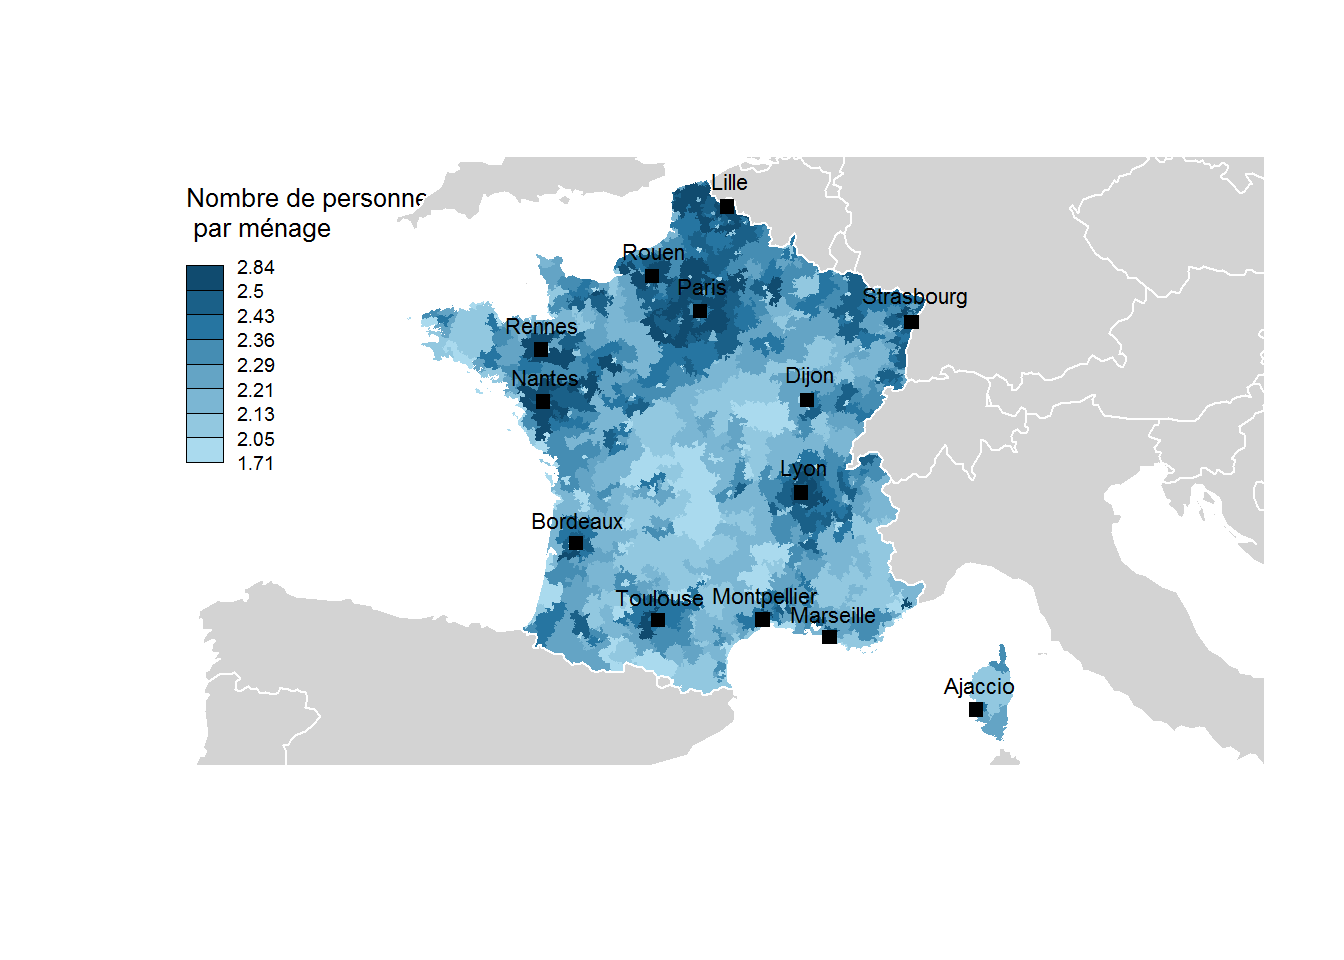 Nombre de personne
par ménage
2.84
2.5
2.43
2.36
2.29
2.21
2.13
2.05
1.71
Lille
Rouen
Paris
Strasbourg
Rennes
Nantes
Dijon
Lyon
Bordeaux
Toulouse
Montpellier
Marseille
Ajaccio